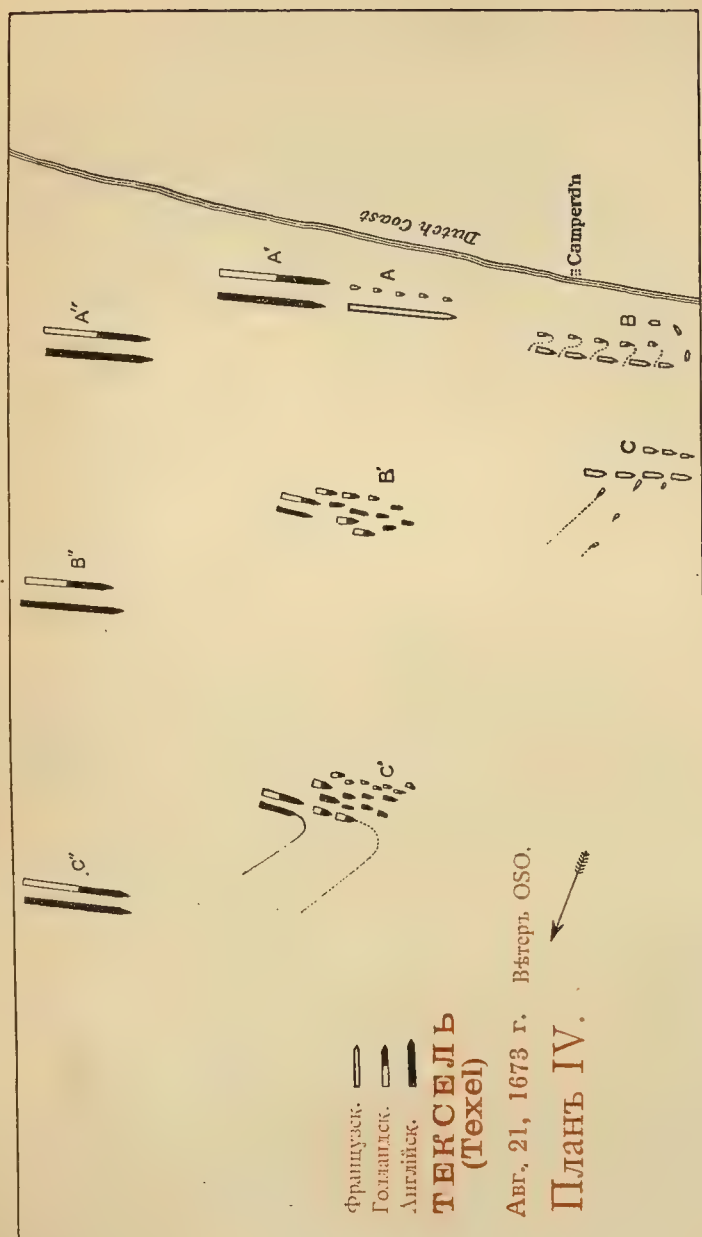 Французск.
Голландск.
Англійск.
ТЕКСЕЛЬ
(Texel)
Авг. 21, 1673 г. Вѣтеръ OSO.
Планъ IV.
A"
A'
A
Dutch Coast
Camperd'n
B"
B'
B
C"
C'
C